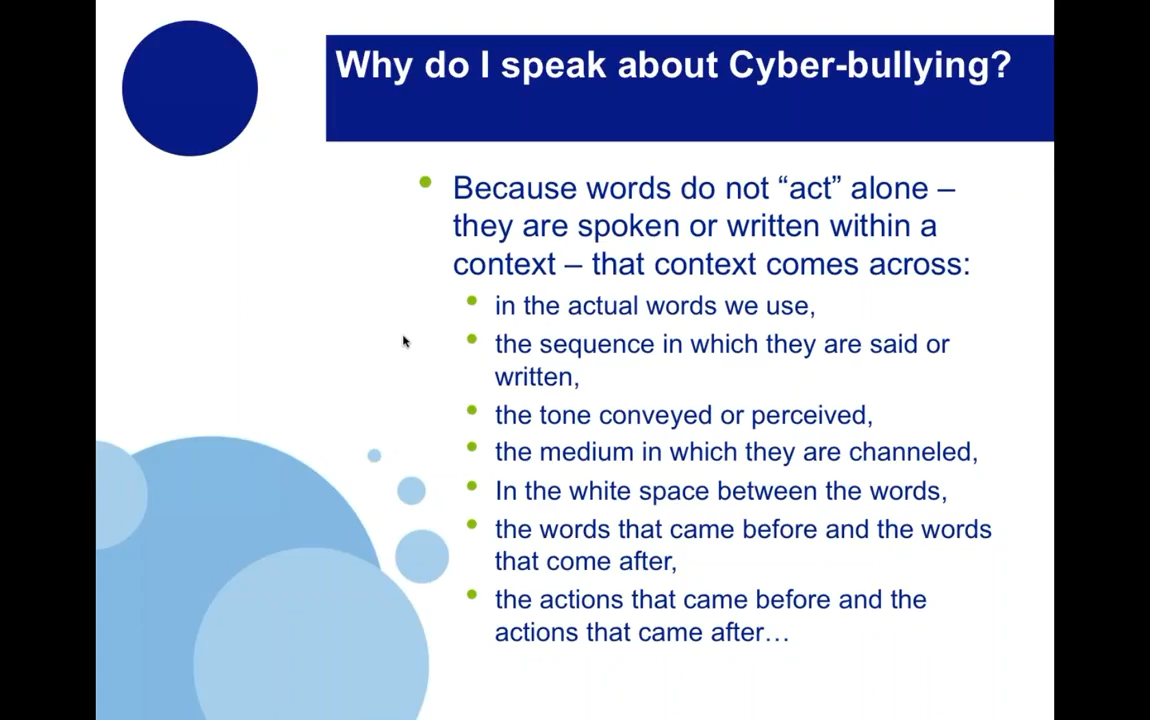 Why do I speak about Cyber-bullying?
Because words do not “act” alone –
they are spoken or written within a
context – that context comes across:
in the actual words we use,
the sequence in which they are said or
written,
the tone conveyed or perceived,
the medium in which they are channeled,
In the white space between the words,
the words that came before and the words
that come after,
the actions that came before and the
actions that came after…